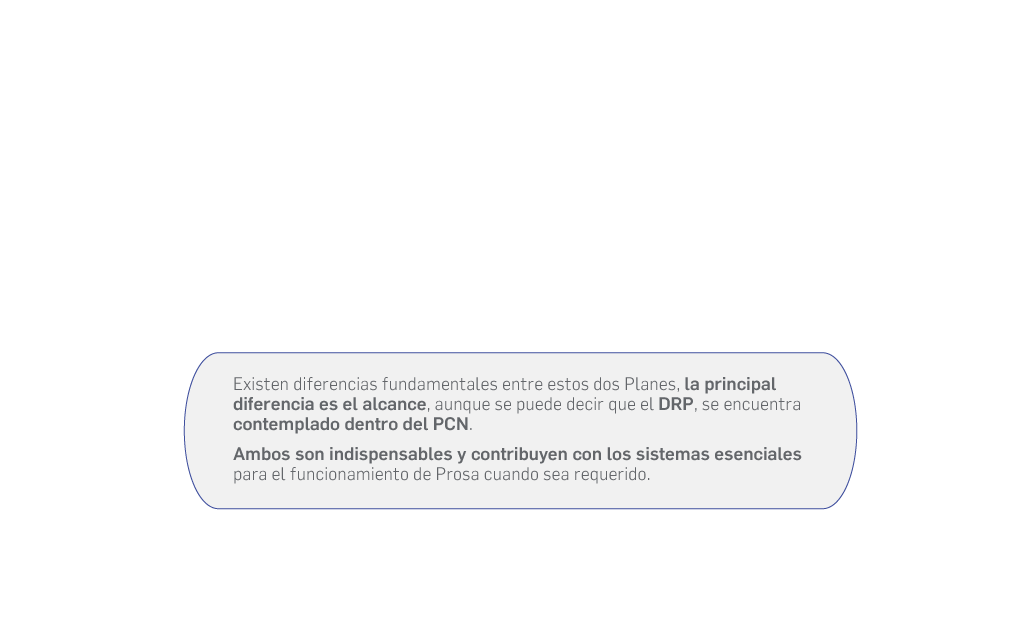 Existen diferencias fundamentales entre estos dos Planes, la principal
diferencia es el alcance, aunque se puede decir que el DRP, se encuentra
contemplado dentro del PCN.
Ambos son indispensables y contribuyen con los sistemas esenciales
para el funcionamiento de Prosa cuando sea requerido.